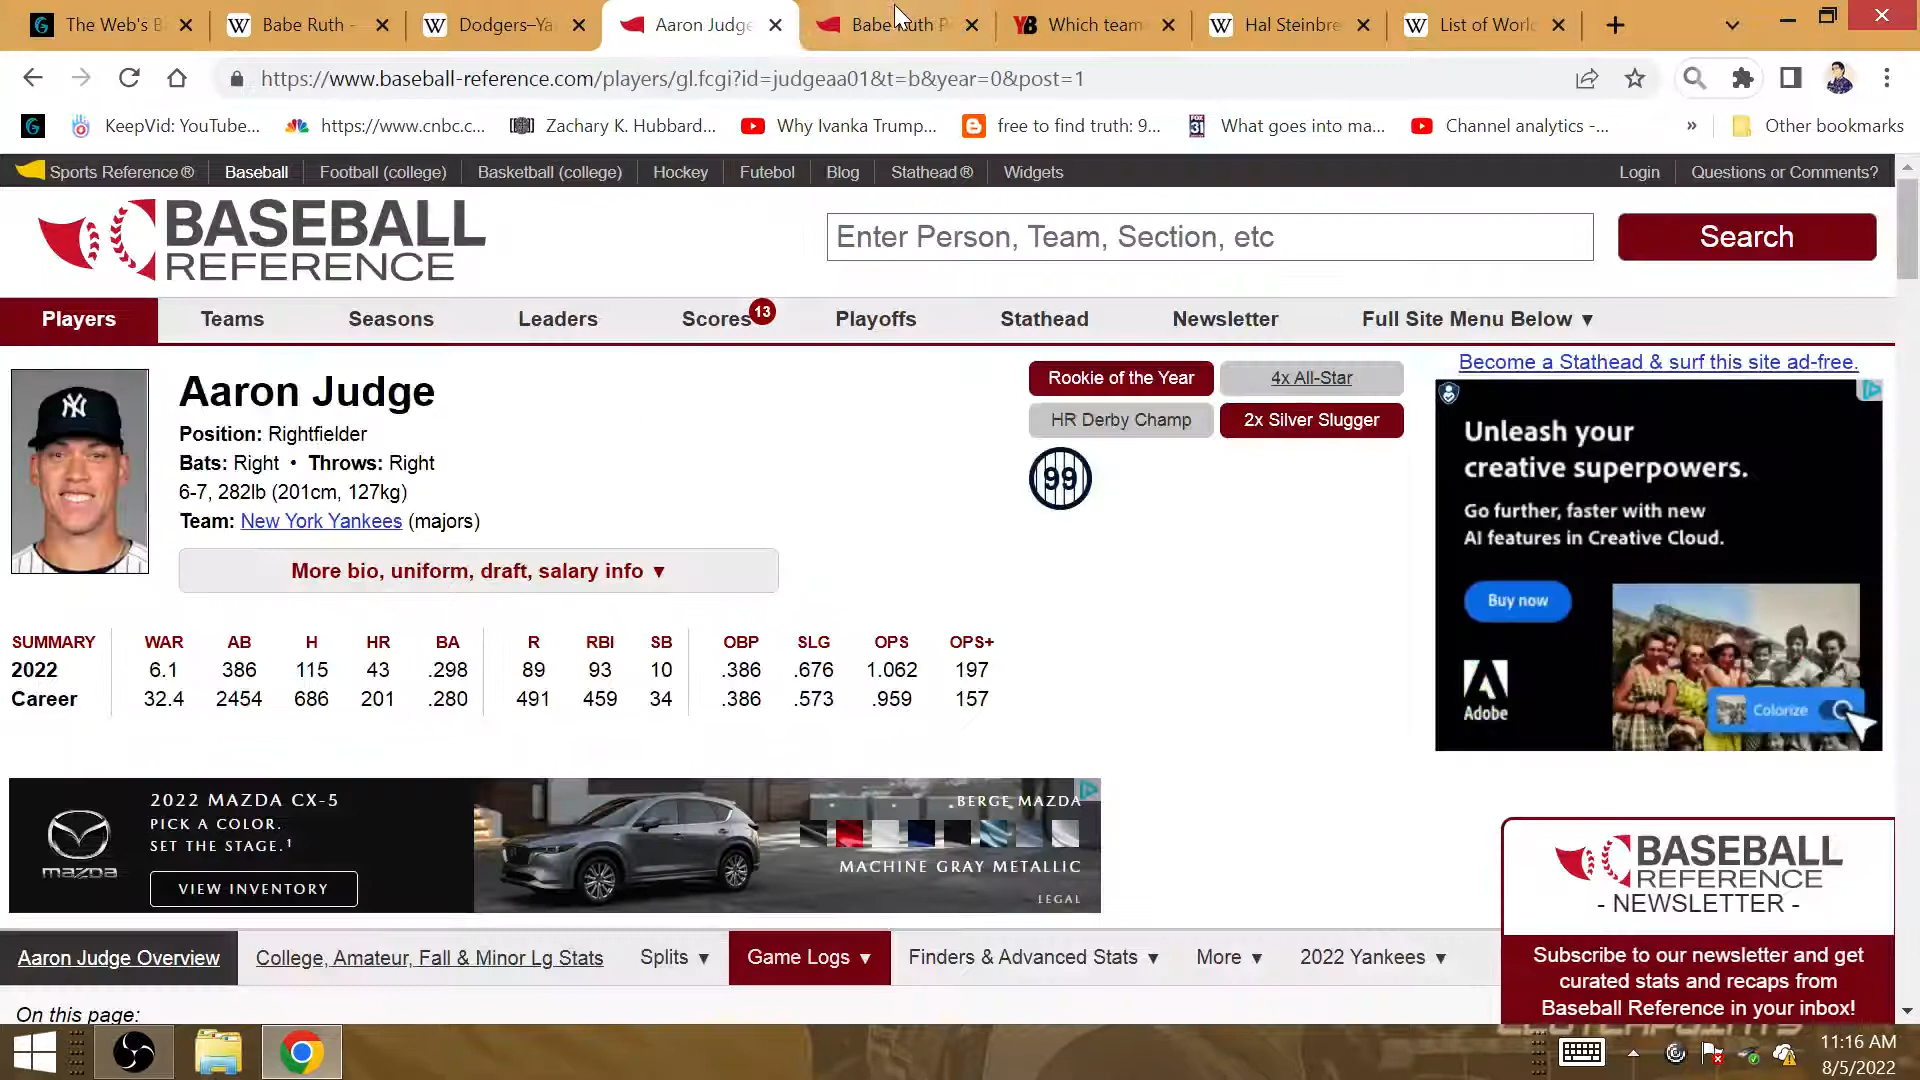 The Web's B
Babe Ruth -
Dodgers–Ya
Aaron Judge
Babe Ruth P
Which team
Hal Steinbre
List of Worl
https://www.baseball-reference.com/players/gl.fcgi?id=judgeaa01&t=b&year=0&post=1
KeepVid: YouTube...
https://www.cnbc.c...
Zachary K. Hubbard...
Why Ivanka Trump...
free to find truth: 9...
What goes into ma...
Channel analytics -...
»
Other bookmarks
Sports Reference ®
Baseball
Football (college)
Basketball (college)
Hockey
Futebol
Blog
Stathead ®
Widgets
Login
Questions or Comments?
BASEBALL
REFERENCE
Enter Person, Team, Section, etc
Search
Players
Teams
Seasons
Leaders
Scores 13
Playoffs
Stathead
Newsletter
Full Site Menu Below ▼
Become a Stathead & surf this site ad-free.
Aaron Judge
Position: Rightfielder
Bats: Right • Throws: Right
6-7, 282lb (201cm, 127kg)
Team: New York Yankees (majors)
More bio, uniform, draft, salary info ▼
Rookie of the Year
4x All-Star
HR Derby Champ
2x Silver Slugger
99
SUMMARY WAR AB H HR BA R RBI SB OBP SLG OPS OPS+
2022 6.1 386 115 43 .298 89 93 10 .386 .676 1.062 197
Career 32.4 2454 686 201 .280 491 459 34 .386 .573 .959 157
Unleash your
creative superpowers.
Go further, faster with new
AI features in Creative Cloud.
Buy now
Adobe
Colorize
mazda
2022 MAZDA CX-5
PICK A COLOR.
SET THE STAGE.¹
VIEW INVENTORY
BERGE MAZDA
MACHINE GRAY METALLIC
LEGAL
BASEBALL
REFERENCE
- NEWSLETTER -
Subscribe to our newsletter and get
curated stats and recaps from
Baseball Reference in your inbox!
Aaron Judge Overview
College, Amateur, Fall & Minor Lg Stats
Splits ▼
Game Logs ▼
Finders & Advanced Stats ▼
More ▼
2022 Yankees ▼
On this page:
11:16 AM
8/5/2022